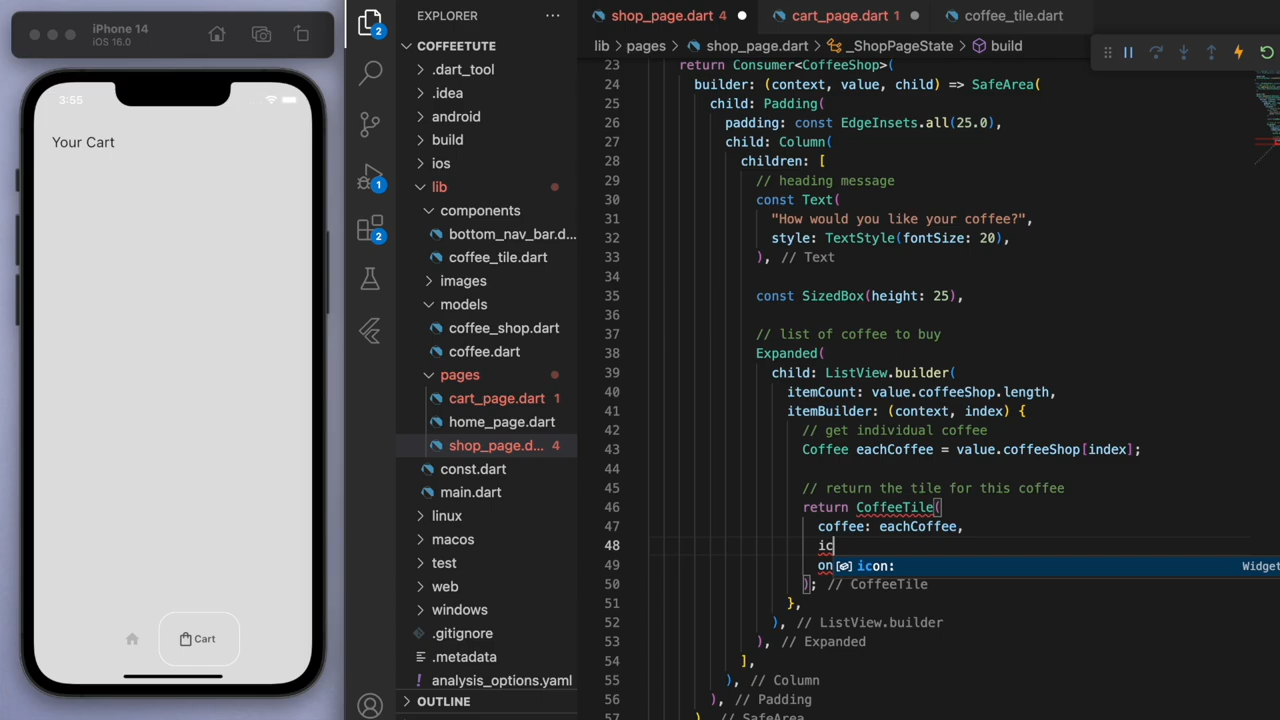 iPhone 14
iOS 16.0
3:55
Your Cart
Cart
2
1
2
EXPLORER
COFFEETUTE
.dart_tool
.idea
android
build
ios
lib
components
bottom_nav_bar.d...
coffee_tile.dart
images
models
coffee_shop.dart
coffee.dart
pages
cart_page.dart 1
home_page.dart
shop_page.d... 4
const.dart
main.dart
linux
macos
test
web
windows
.gitignore
.metadata
analysis_options.yaml
OUTLINE
shop_page.dart 4
cart_page.dart 1
coffee_tile.dart
lib > pages > shop_page.dart > _ShopPageState > build
23 return Consumer<CoffeeShop>(
24 builder: (context, value, child) => SafeArea(
25 child: Padding(
26 padding: const EdgeInsets.all(25.0),
27 child: Column(
28 children: [
29 // heading message
30 const Text(
31 "How would you like your coffee?",
32 style: TextStyle(fontSize: 20),
33 ), // Text
34
35 const SizedBox(height: 25),
36
37 // list of coffee to buy
38 Expanded(
39 child: ListView.builder(
40 itemCount: value.coffeeShop.length,
41 itemBuilder: (context, index) {
42 // get individual coffee
43 Coffee eachCoffee = value.coffeeShop[index];
44
45 // return the tile for this coffee
46 return CoffeeTile(
47 coffee: eachCoffee,
48 ic
49 on icon: Widget
50 ); // CoffeeTile
51 },
52 ), // ListView.builder
53 ), // Expanded
54 ],
55 ), // Column
56 ), // Padding
57 ), // SafeArea